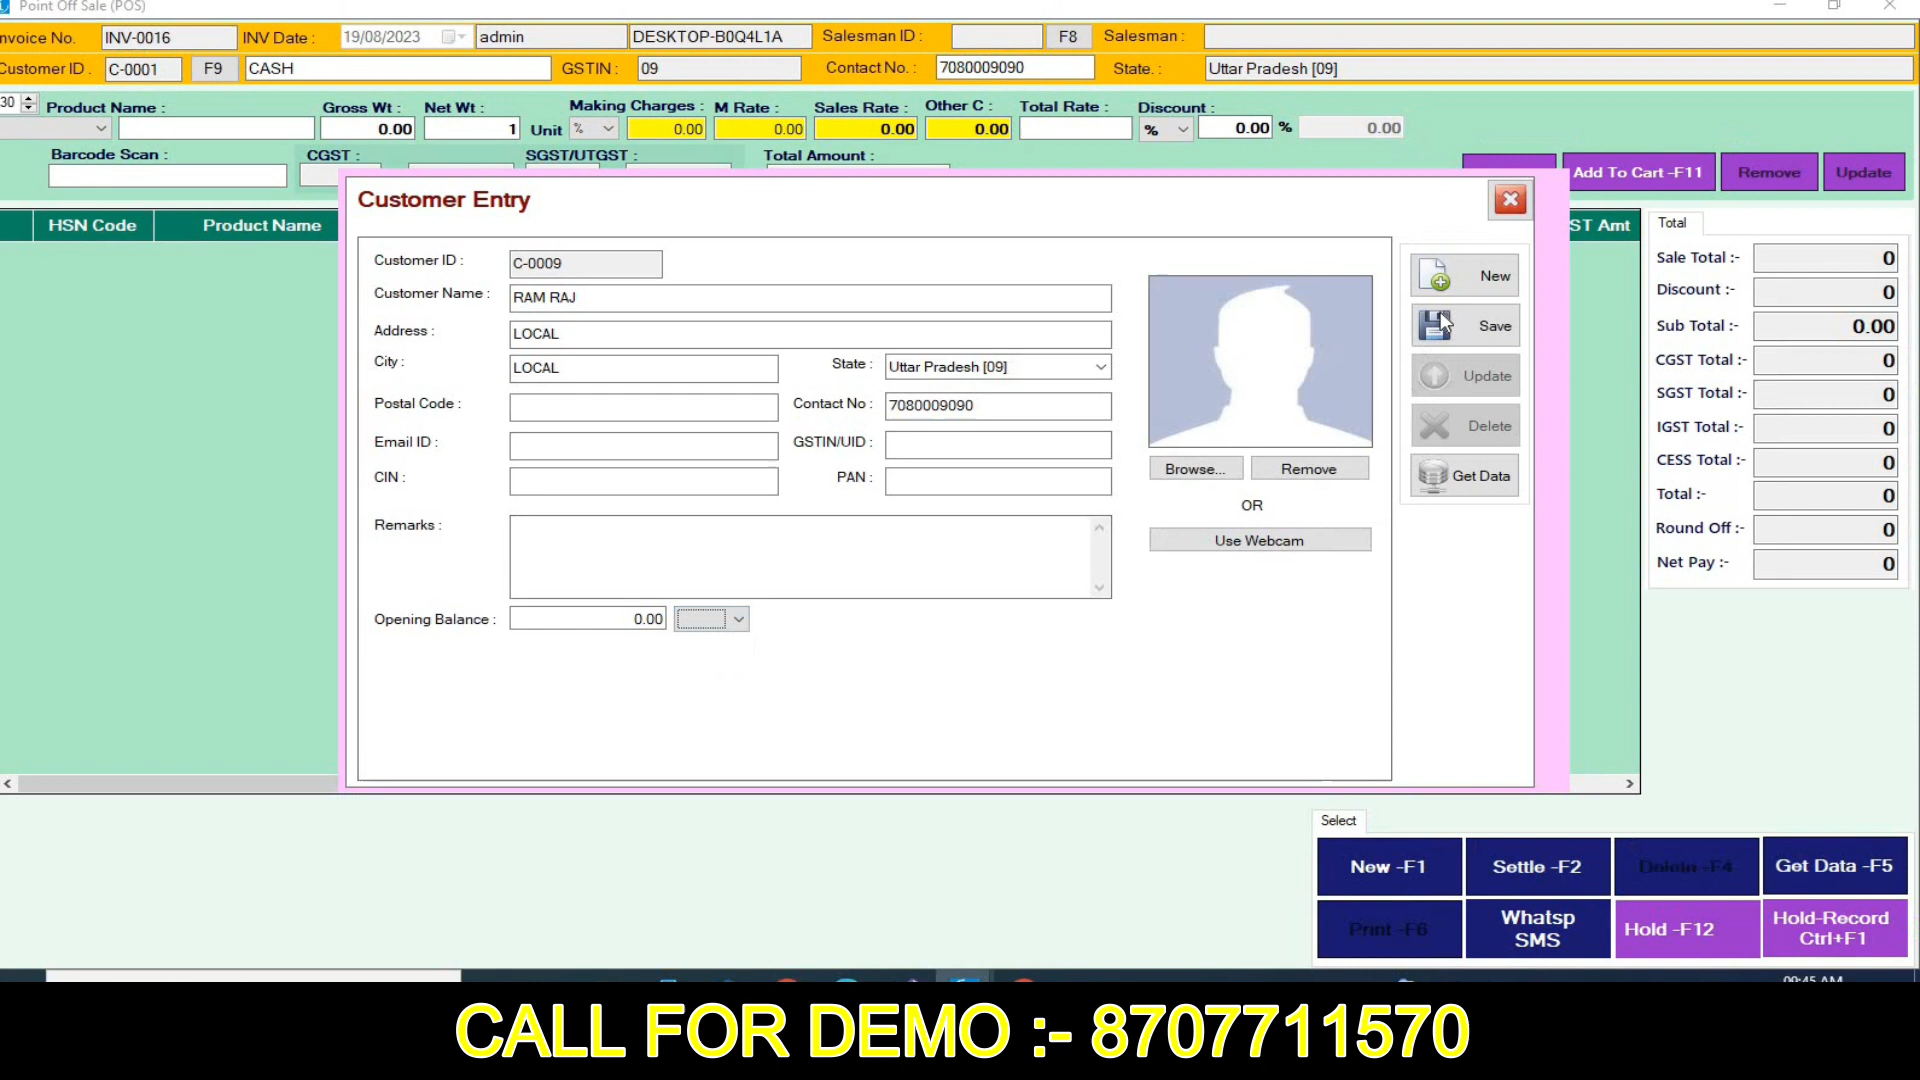 Point Off Sale (POS)
nvoice No. INV-0016 INV Date : 19/08/2023 admin DESKTOP-B0Q4L1A Salesman ID : F8 Salesman :
Customer ID . C-0001 F9 CASH GSTIN : 09 Contact No. : 7080009090 State. : Uttar Pradesh [09]
30 Product Name : Gross Wt : Net Wt : Making Charges : M Rate : Sales Rate : Other C : Total Rate : Discount :
0.00 1 Unit % 0.00 0.00 0.00 0.00 % 0.00 % 0.00
Barcode Scan : CGST : SGST/UTGST : Total Amount :
Add To Cart -F11 Remove Update
HSN Code Product Name ST Amt
Customer Entry
Customer ID : C-0009
Customer Name : RAM RAJ
Address : LOCAL
City : LOCAL State : Uttar Pradesh [09]
Postal Code : Contact No : 7080009090
Email ID : GSTIN/UID :
CIN : PAN :
Remarks :
Opening Balance : 0.00
Browse... Remove
OR
Use Webcam
New
Save
Update
Delete
Get Data
Total
Sale Total :- 0
Discount :- 0
Sub Total :- 0.00
CGST Total :- 0
SGST Total :- 0
IGST Total :- 0
CESS Total :- 0
Total :- 0
Round Off :- 0
Net Pay :- 0
Select
New -F1 Settle -F2 Delete -F4 Get Data -F5
Print -F6 Whatsp SMS Hold -F12 Hold-Record Ctrl+F1
09:45 AM
CALL FOR DEMO :- 8707711570